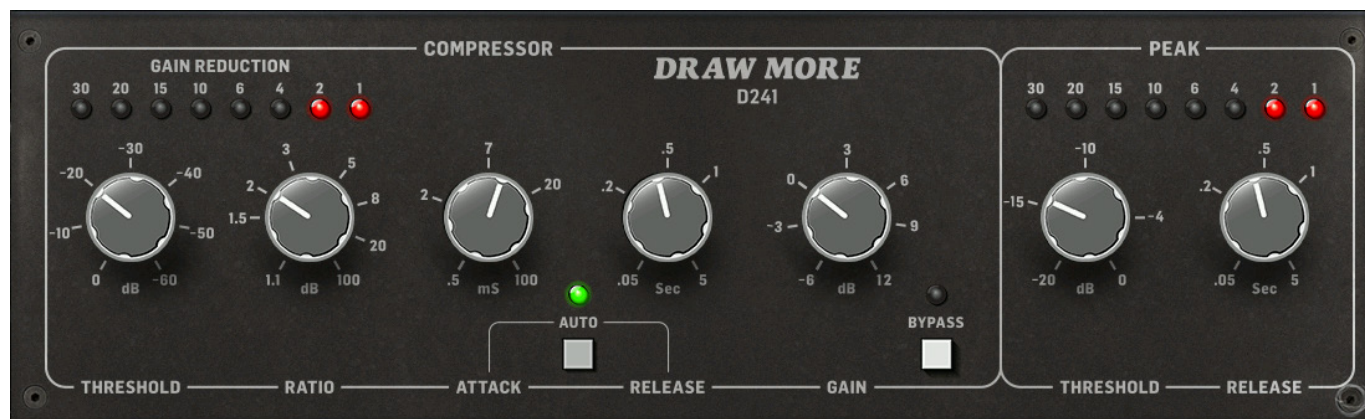 COMPRESSOR
GAIN REDUCTION
30 20 15 10 6 4 2 1
DRAW MORE
D241
0 -10 -20 -30 -40 -50 -60
dB
1.1 1.5 2 3 5 8 20 100
dB
.5 2 7 20 100
mS
.05 .2 .5 1 5
Sec
-6 -3 0 3 6 9 12
dB
AUTO
BYPASS
THRESHOLD RATIO ATTACK RELEASE GAIN
PEAK
30 20 15 10 6 4 2 1
-20 -15 -10 -4 0
dB
.05 .2 .5 1 5
Sec
THRESHOLD RELEASE